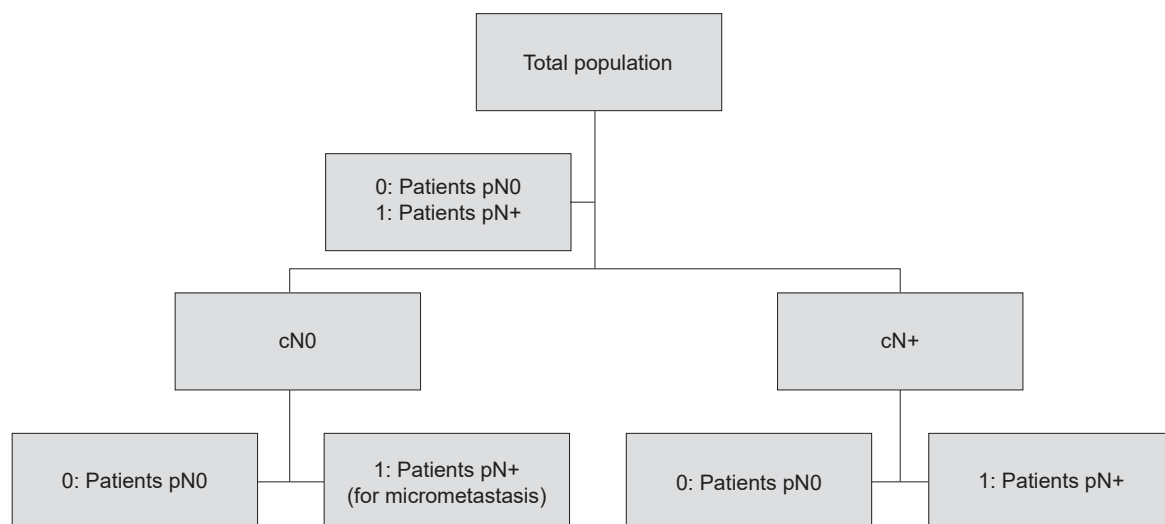 Total population
0: Patients pN0
1: Patients pN+
cN0
cN+
0: Patients pN0
1: Patients pN+
(for micrometastasis)
0: Patients pN0
1: Patients pN+